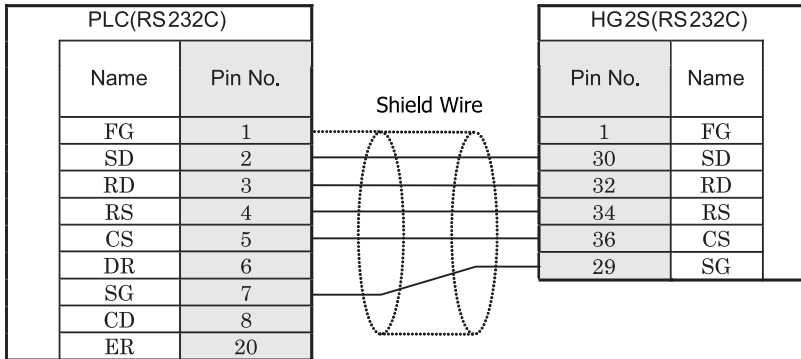 PLC(RS232C) HG2S(RS232C)
Name Pin No. Pin No. Name
Shield Wire
FG 1 1 FG
SD 2 30 SD
RD 3 32 RD
RS 4 34 RS
CS 5 36 CS
DR 6 29 SG
SG 7
CD 8
ER 20